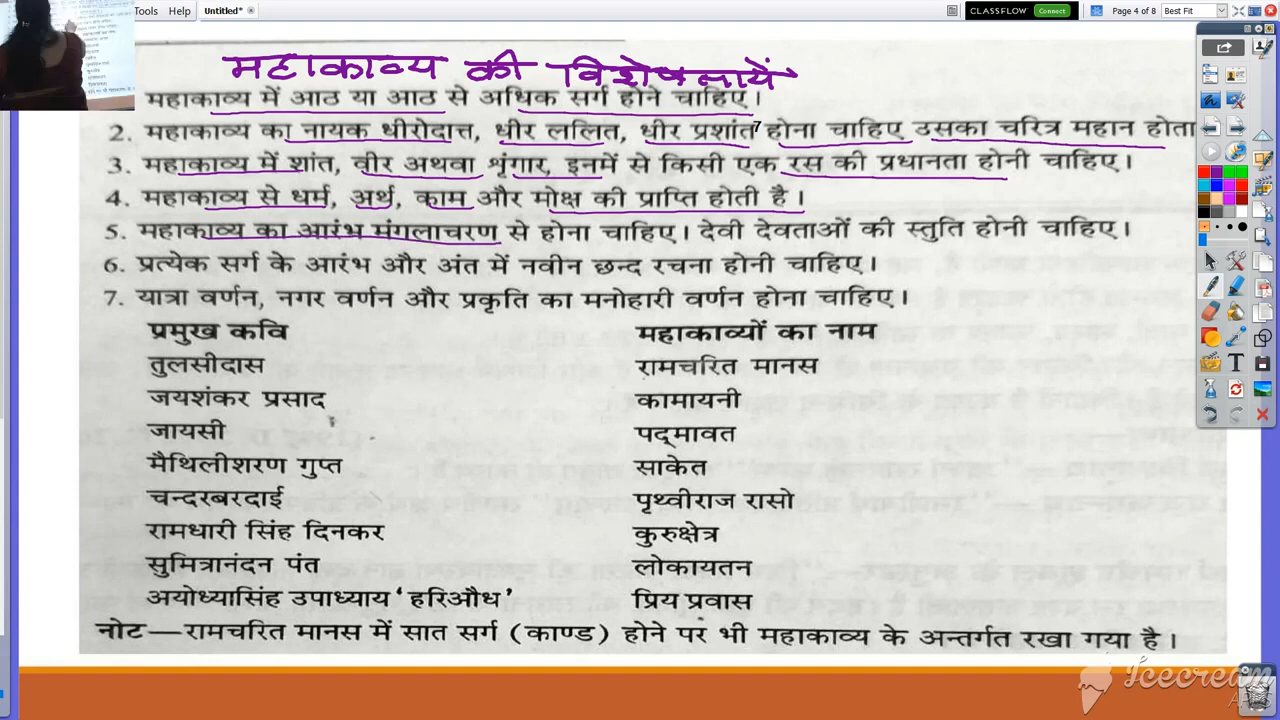 Tools Help Untitled* CLASSFLOW Connect Page 4 of 8 Best Fit
महाकाव्य की विशेषतायें
महाकाव्य में आठ या आठ से अधिक सर्ग होने चाहिए।
2. महाकाव्य का नायक धीरोदात्त, धीर ललित, धीर प्रशांत होना चाहिए उसका चरित्र महान होता
3. महाकाव्य में शांत, वीर अथवा शृंगार, इनमें से किसी एक रस की प्रधानता होनी चाहिए।
4. महाकाव्य से धर्म, अर्थ, काम और मोक्ष की प्राप्ति होती है।
5. महाकाव्य का आरंभ मंगलाचरण से होना चाहिए। देवी देवताओं की स्तुति होनी चाहिए।
6. प्रत्येक सर्ग के आरंभ और अंत में नवीन छन्द रचना होनी चाहिए।
7. यात्रा वर्णन, नगर वर्णन और प्रकृति का मनोहारी वर्णन होना चाहिए।
प्रमुख कवि महाकाव्यों का नाम
तुलसीदास रामचरित मानस
जयशंकर प्रसाद कामायनी
जायसी पद्मावत
मैथिलीशरण गुप्त साकेत
चन्दरबरदाई पृथ्वीराज रासो
रामधारी सिंह दिनकर कुरुक्षेत्र
सुमित्रानंदन पंत लोकायतन
अयोध्यासिंह उपाध्याय 'हरिऔध' प्रिय प्रवास
नोट—रामचरित मानस में सात सर्ग (काण्ड) होने पर भी महाकाव्य के अन्तर्गत रखा गया है।
Icecream
APPS